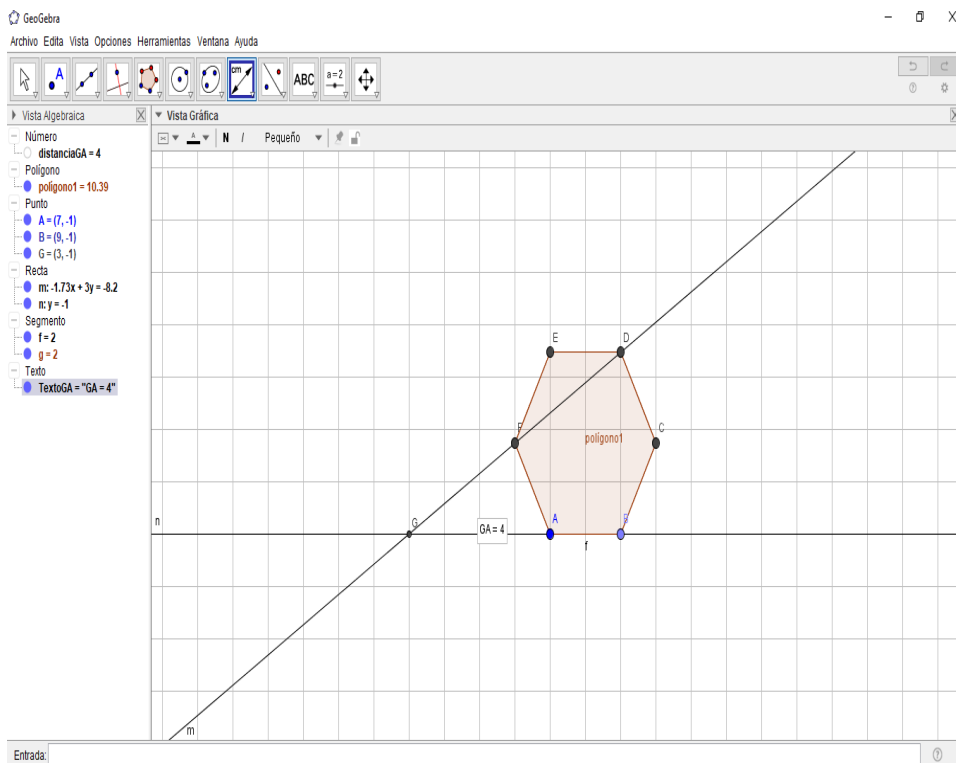 GeoGebra
Archivo Edita Vista Opciones Herramientas Ventana Ayuda
cm
A
ABC
a=2
Vista Algebraica
Vista Gráfica
N I Pequeño
Número
distanciaGA = 4
Polígono
polígono1 = 10.39
Punto
A = (7, -1)
B = (9, -1)
G = (3, -1)
Recta
m: -1.73x + 3y = -8.2
n: y = -1
Segmento
f = 2
g = 2
Texto
TextoGA = "GA = 4"
E
D
F
polígono1
C
n
G
GA = 4
A
B
f
m
Entrada: